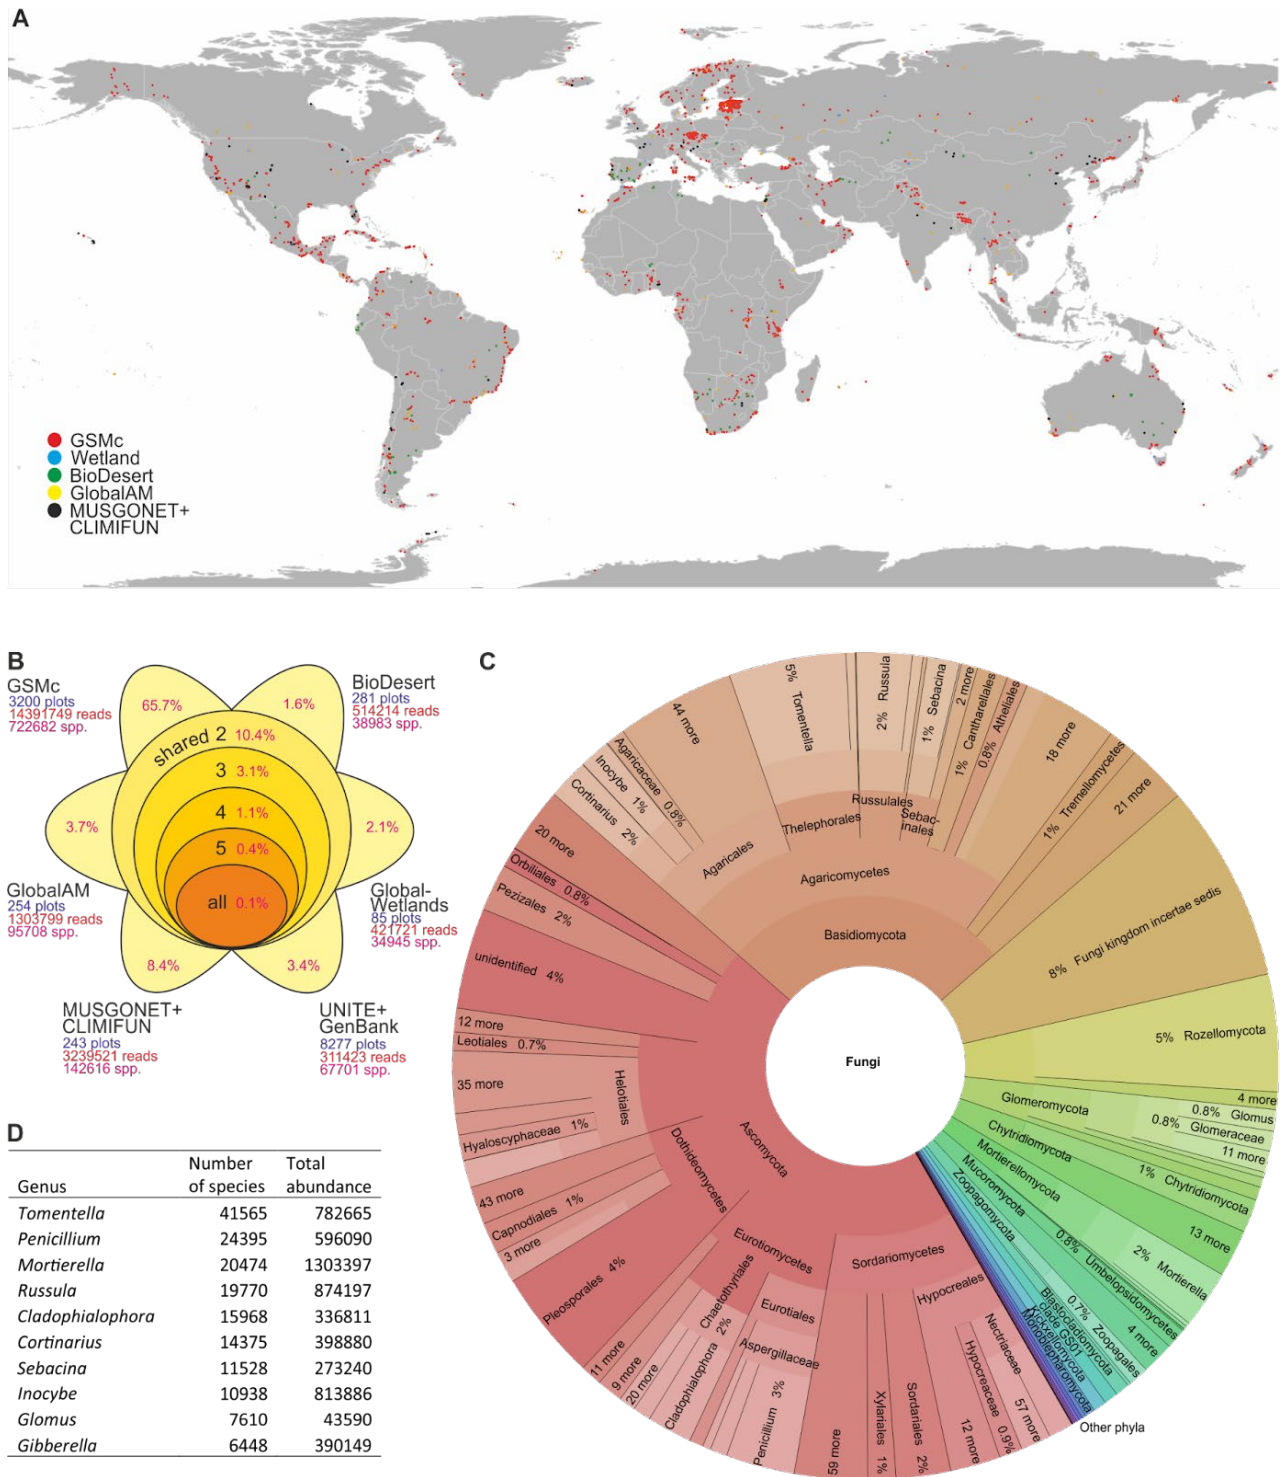 A
GSMc
Wetland
BioDesert
GlobalAM
MUSGONET+
CLIMIFUN
B
GSMc
3200 plots
14391749 reads
722682 spp.
BioDesert
281 plots
514214 reads
38983 spp.
65.7%
1.6%
shared 2 10.4%
3 3.1%
4 1.1%
5 0.4%
all 0.1%
3.7%
2.1%
GlobalAM
254 plots
1303799 reads
95708 spp.
Global-
Wetlands
85 plots
421721 reads
34945 spp.
8.4%
3.4%
MUSGONET+
CLIMIFUN
243 plots
3239521 reads
142616 spp.
UNITE+
GenBank
8277 plots
311423 reads
67701 spp.
C
Fungi
Basidiomycota
Agaricomycetes
Agaricales
Cortinarius 2%
Inocybe 1%
Agaricaceae 0.8%
44 more
Thelephorales
5% Tomentella
Russulales
2% Russula
Sebac-
inales
1% Sebacina
2 more
1% Cantharellales
0.8% Atheliales
18 more
1% Tremellomycetes
21 more
8% Fungi kingdom incertae sedis
5% Rozellomycota
4 more
Glomeromycota
0.8% Glomus
0.8% Glomeraceae
11 more
Chytridiomycota
1% Chytridiomycota
13 more
Mortierellomycota
2% Mortierella
Mucoromycota
0.8% Umbelopsidomycetes
4 more
Zoopagomycota
0.7% Zoopagales
Blastocladiomycota
clade GS01
Kickxellomycota
Monoblepharomycota
Other phyla
Ascomycota
Sordariomycetes
Hypocreales
Nectriaceae
57 more
Hypocreaceae 0.9%
12 more
Sordariales 2%
Xylariales 1%
59 more
Eurotiomycetes
Eurotiales
Aspergillaceae
Penicillium 3%
Chaetothyriales
Cladophialophora 2%
20 more
9 more
11 more
Dothideomycetes
Pleosporales 4%
3 more
Capnodiales 1%
43 more
Helotiales
Hyaloscyphaceae 1%
35 more
Leotiales 0.7%
12 more
unidentified 4%
Pezizales 2%
Orbiliales 0.8%
20 more
D
Genus Number of species Total abundance
Tomentella 41565 782665
Penicillium 24395 596090
Mortierella 20474 1303397
Russula 19770 874197
Cladophialophora 15968 336811
Cortinarius 14375 398880
Sebacina 11528 273240
Inocybe 10938 813886
Glomus 7610 43590
Gibberella 6448 390149